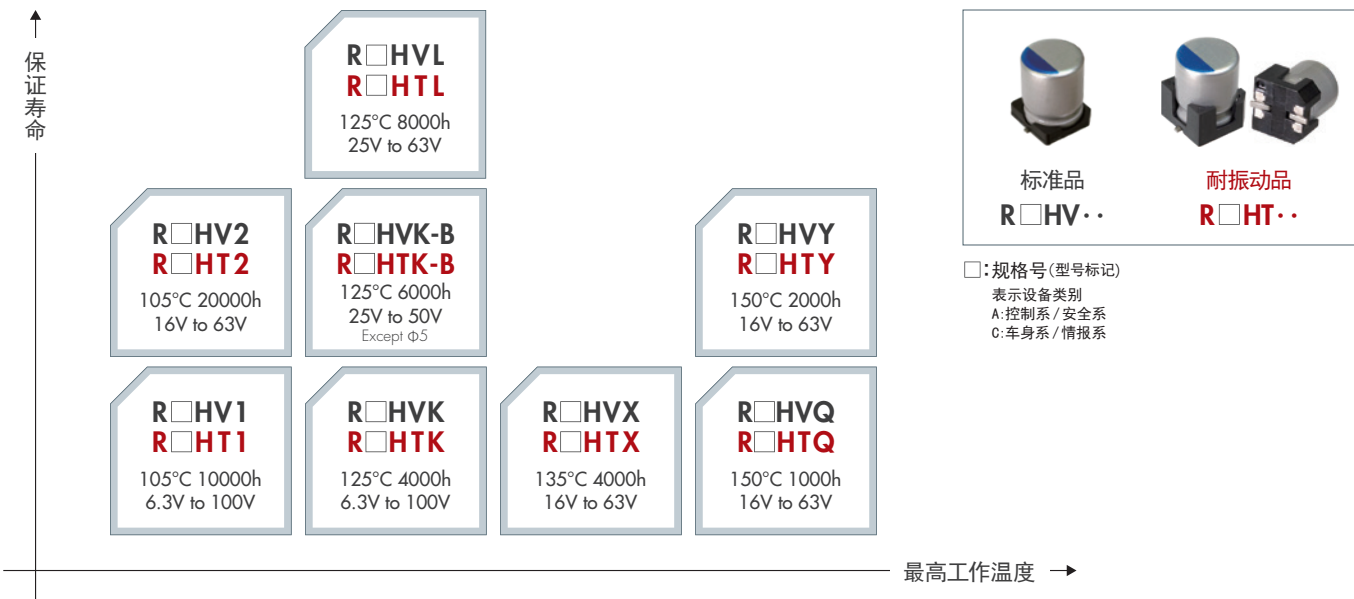 保证寿命
R□HVL
R□HTL
125°C 8000h
25V to 63V
R□HV2
R□HT2
105°C 20000h
16V to 63V
R□HVK-B
R□HTK-B
125°C 6000h
25V to 50V
Except Φ5
R□HVY
R□HTY
150°C 2000h
16V to 63V
R□HV1
R□HT1
105°C 10000h
6.3V to 100V
R□HVK
R□HTK
125°C 4000h
6.3V to 100V
R□HVX
R□HTX
135°C 4000h
16V to 63V
R□HVQ
R□HTQ
150°C 1000h
16V to 63V
最高工作温度
标准品
R□HV··
耐振动品
R□HT··
□:规格号(型号标记)
表示设备类别
A:控制系/安全系
C:车身系/情报系